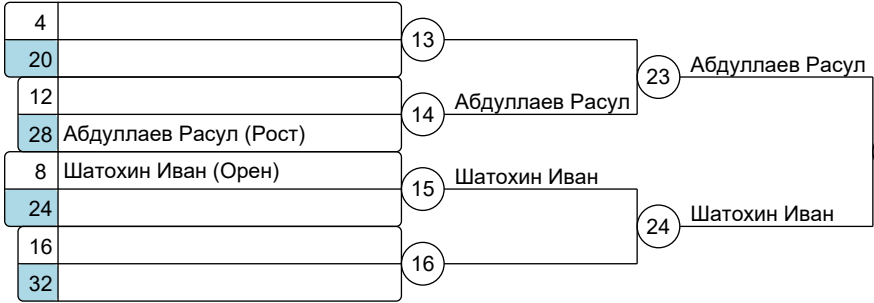 4
13
20
Абдуллаев Расул
23
12
Абдуллаев Расул
14
28 Абдуллаев Расул (Рост)
8 Шатохин Иван (Орен)
15 Шатохин Иван
24
Шатохин Иван
24
16
16
32